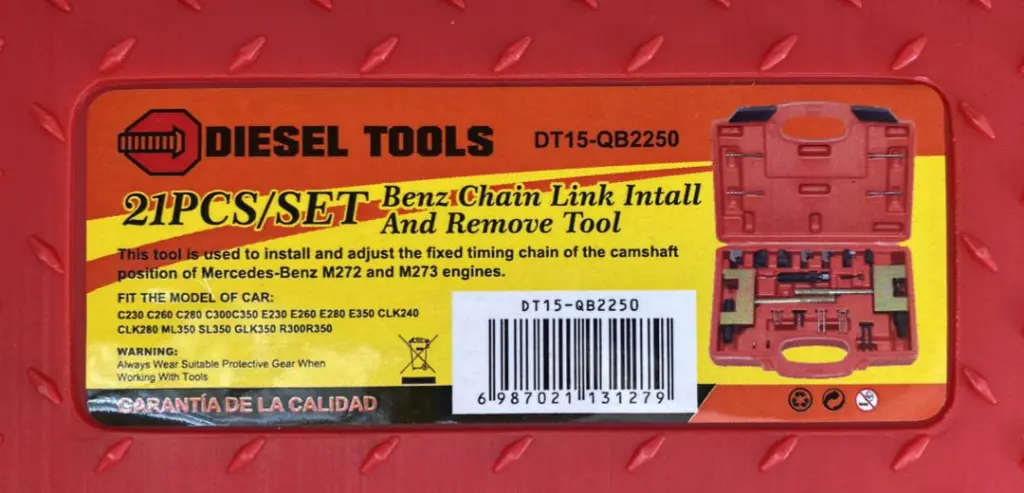 DIESEL TOOLS
DT15-QB2250
21PCS/SET
Benz Chain Link Intall
And Remove Tool
This tool is used to install and adjust the fixed timing chain of the camshaft
position of Mercedes-Benz M272 and M273 engines.
FIT THE MODEL OF CAR:
C230 C260 C280 C300C350 E230 E260 E280 E350 CLK240
CLK280 ML350 SL350 GLK350 R300R350
WARNING:
Always Wear Suitable Protective Gear When
Working With Tools
GARANTÍA DE LA CALIDAD
DT15-QB2250
6 987021 131279